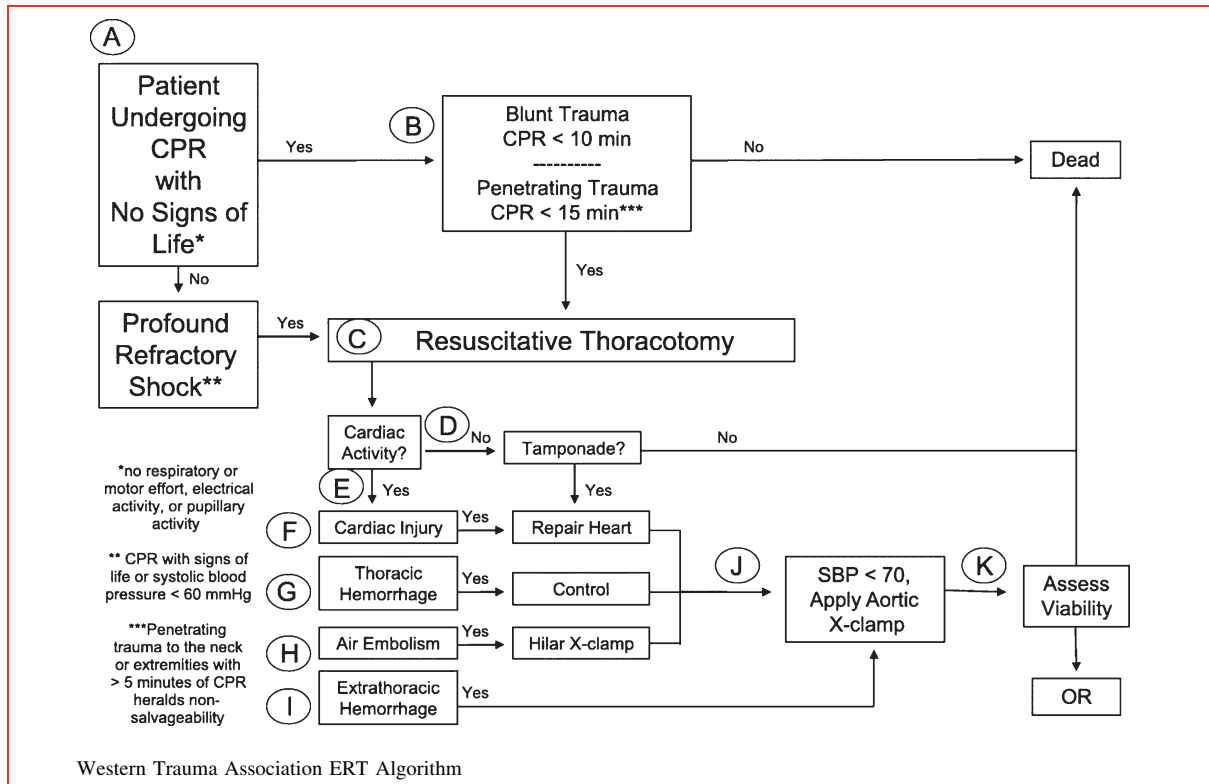 A
Patient
Undergoing
CPR
with
No Signs of
Life*
Yes
B
Blunt Trauma
CPR < 10 min
----------
Penetrating Trauma
CPR < 15 min***
No
Dead
No
Yes
Profound
Refractory
Shock**
Yes
C
Resuscitative Thoracotomy
Cardiac
Activity?
D
No
Tamponade?
No
E
Yes
Yes
*no respiratory or
motor effort, electrical
activity, or pupillary
activity
** CPR with signs of
life or systolic blood
pressure < 60 mmHg
***Penetrating
trauma to the neck
or extremities with
> 5 minutes of CPR
heralds non-
salvageability
F
Cardiac Injury
Yes
Repair Heart
G
Thoracic
Hemorrhage
Yes
Control
H
Air Embolism
Yes
Hilar X-clamp
I
Extrathoracic
Hemorrhage
Yes
J
SBP < 70,
Apply Aortic
X-clamp
K
Assess
Viability
OR
Western Trauma Association ERT Algorithm